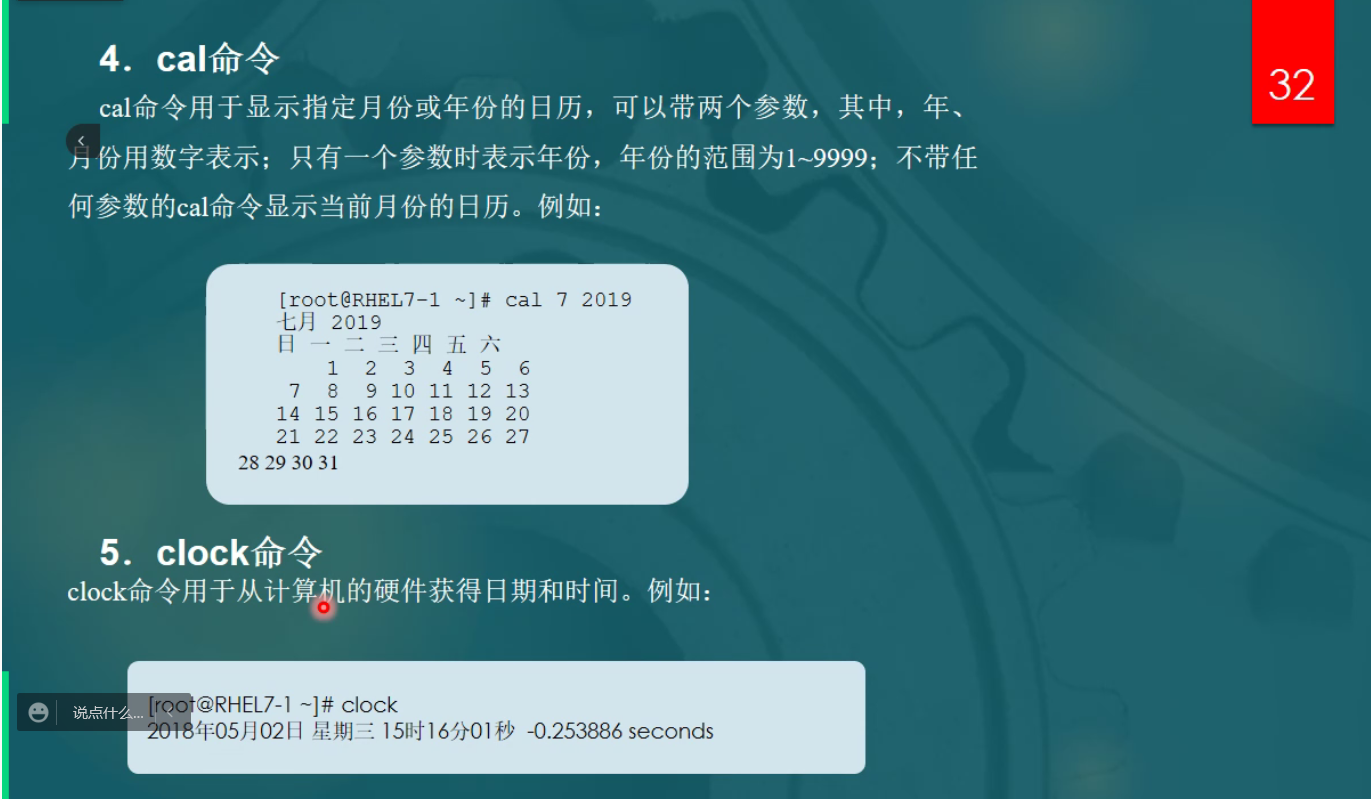 32
4．cal命令
cal命令用于显示指定月份或年份的日历，可以带两个参数，其中，年、
月份用数字表示；只有一个参数时表示年份，年份的范围为1~9999；不带任
何参数的cal命令显示当前月份的日历。例如：
[root@RHEL7-1 ~]# cal 7 2019
七月 2019
日 一 二 三 四 五 六
1 2 3 4 5 6
7 8 9 10 11 12 13
14 15 16 17 18 19 20
21 22 23 24 25 26 27
28 29 30 31
5．clock命令
clock命令用于从计算机的硬件获得日期和时间。例如：
[root@RHEL7-1 ~]# clock
2018年05月02日 星期三 15时16分01秒 -0.253886 seconds
说点什么...